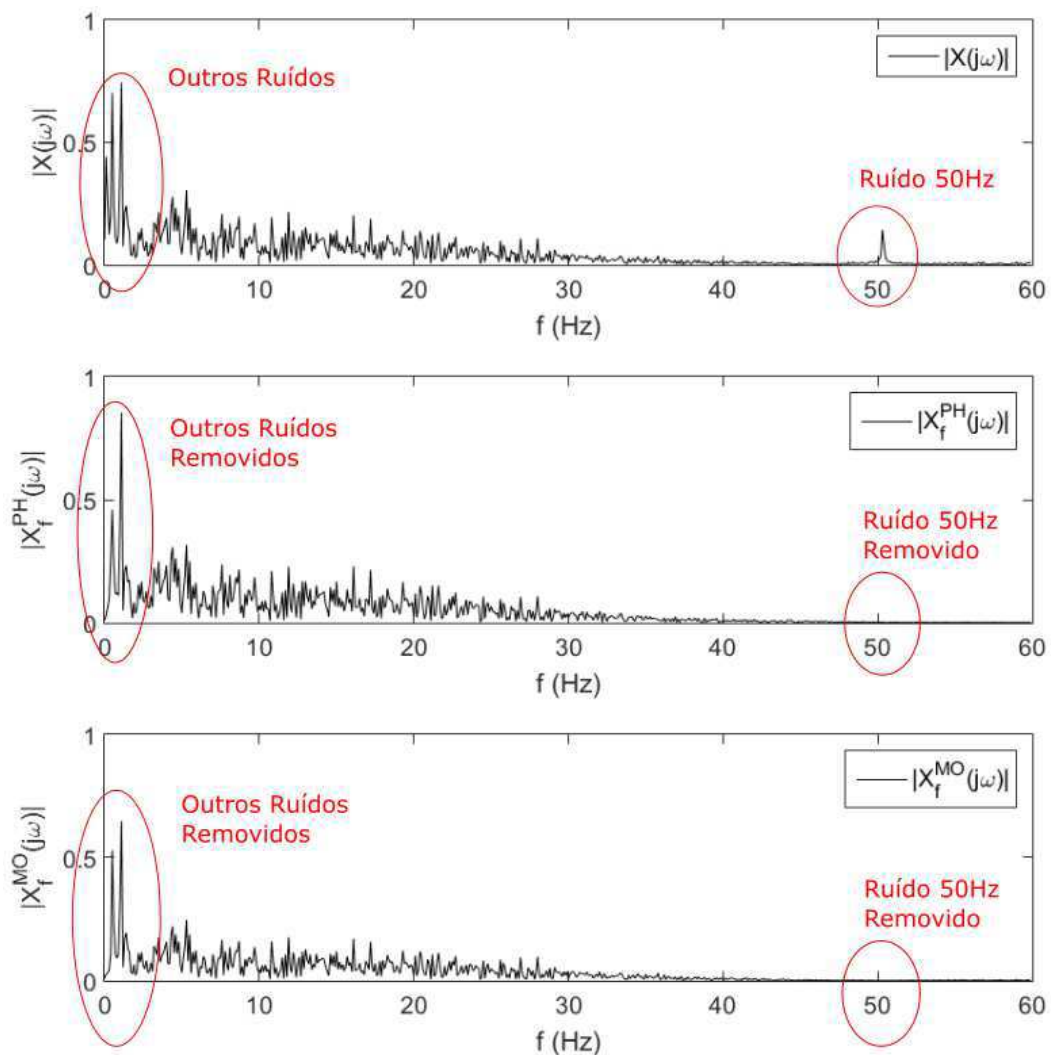 1
Outros Ruídos
|X(jω)|
|X(jω)|
0.5
Ruído 50Hz
0
0 10 20 30 40 50 60
f (Hz)
1
Outros Ruídos
Removidos
|X_f^PH(jω)|
|X_f^PH(jω)|
0.5
Ruído 50Hz
Removido
0
0 10 20 30 40 50 60
f (Hz)
1
Outros Ruídos
Removidos
|X_f^MO(jω)|
|X_f^MO(jω)|
0.5
Ruído 50Hz
Removido
0
0 10 20 30 40 50 60
f (Hz)